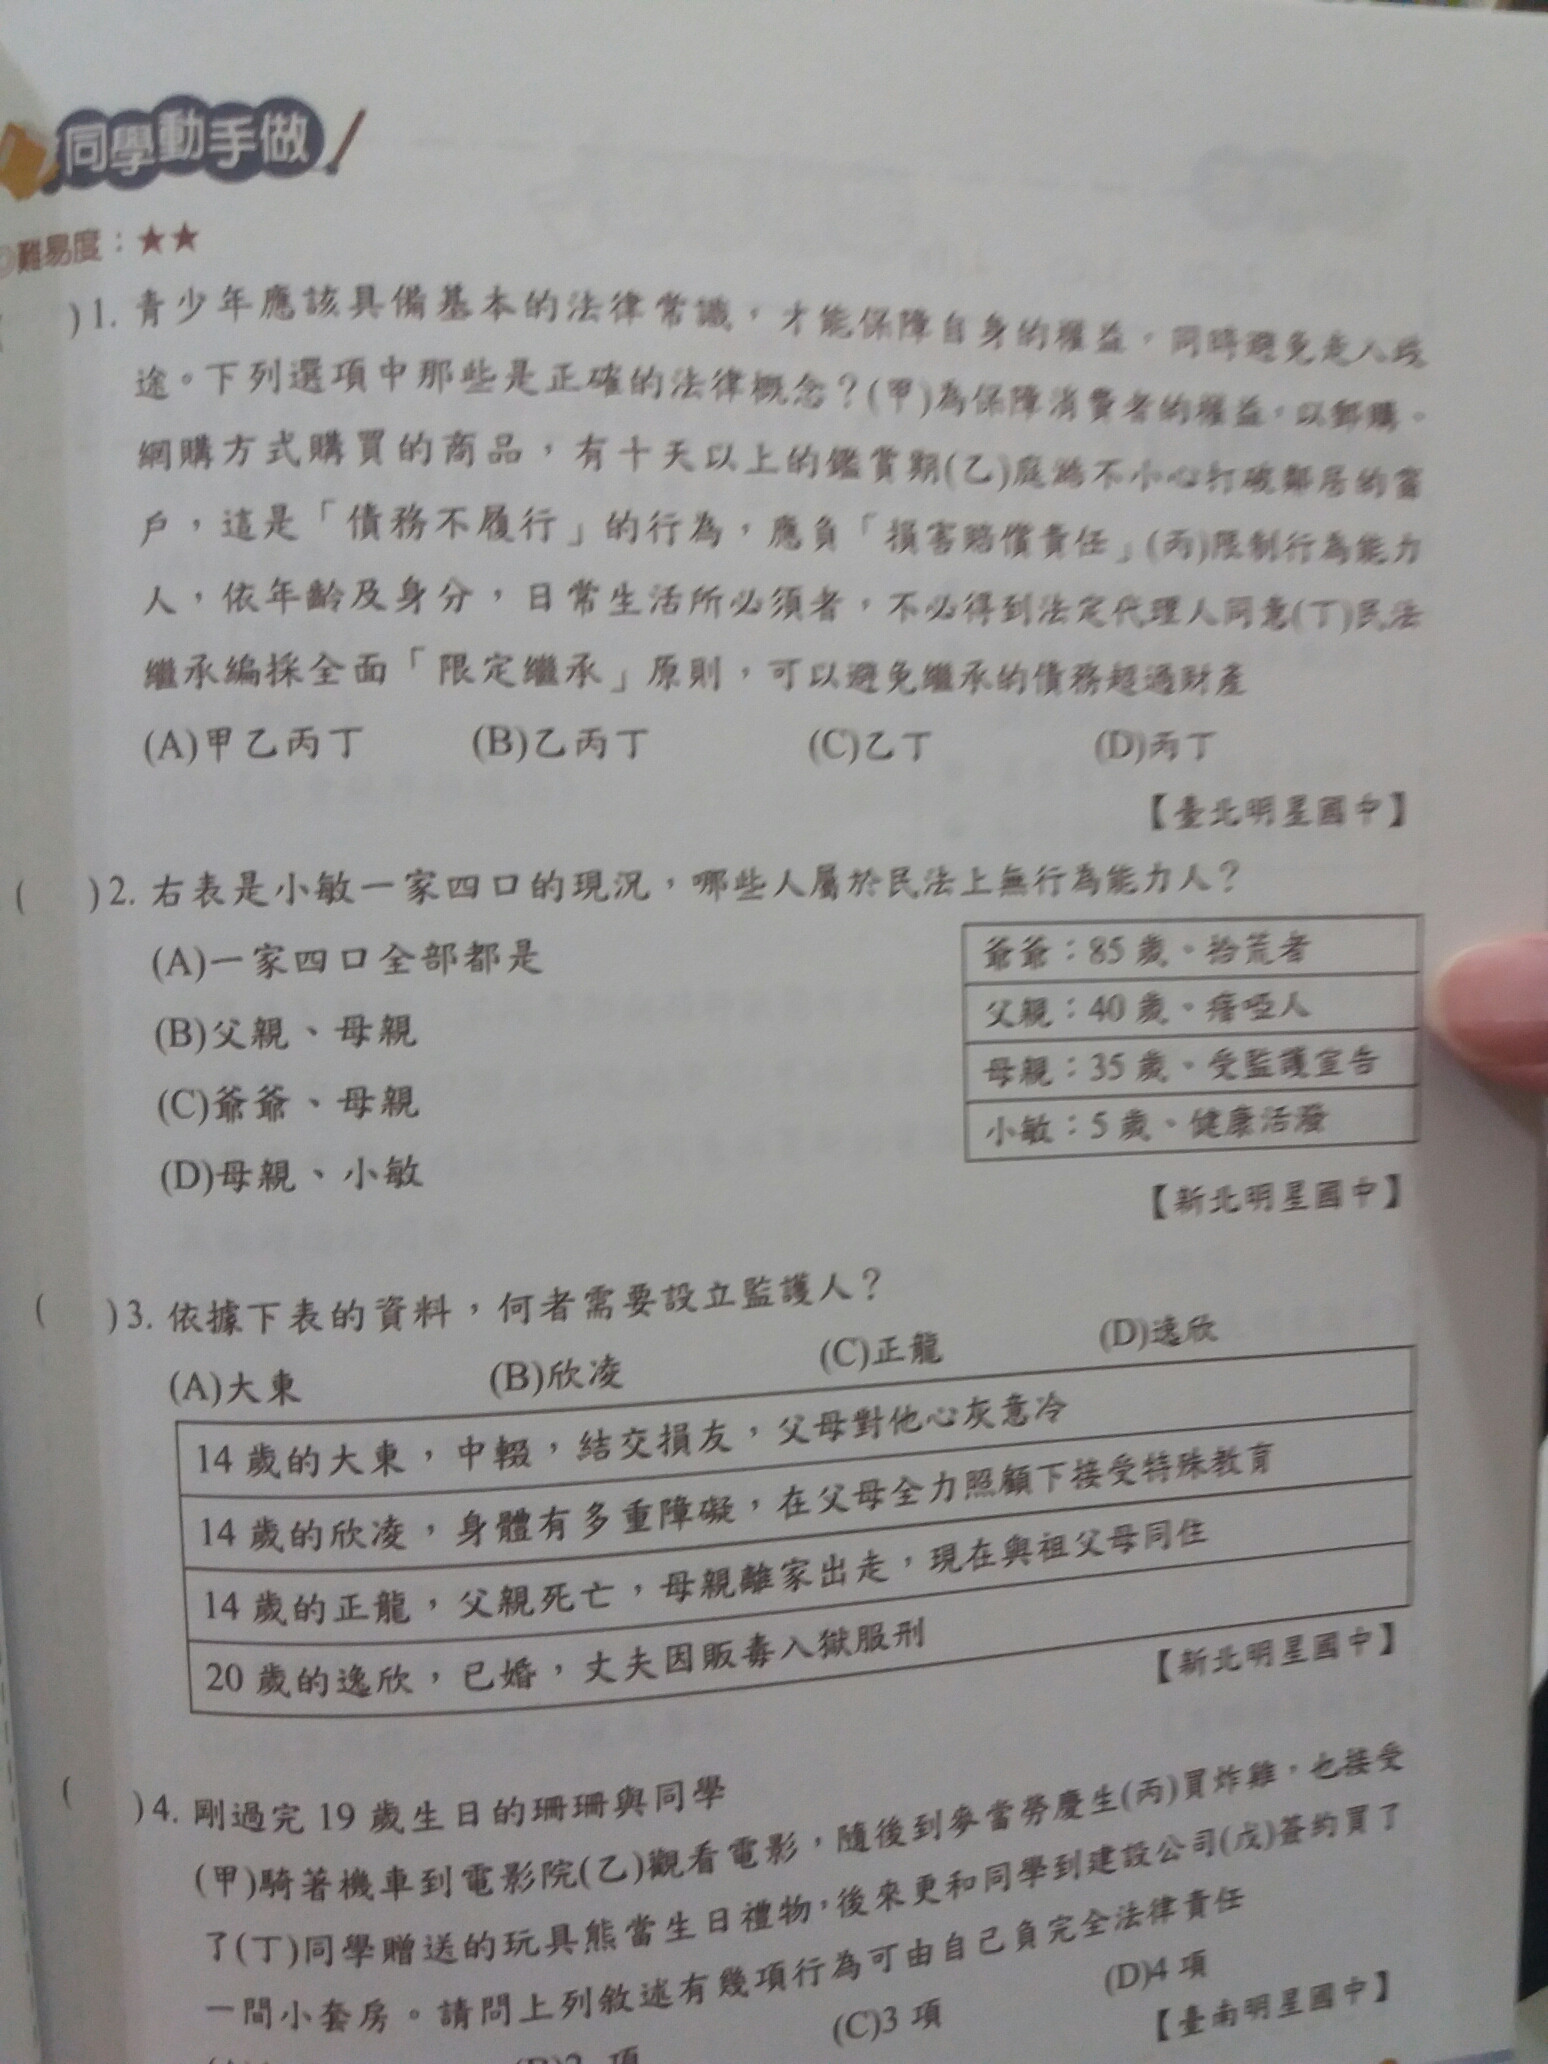 同學動手做
難易度：★★
)1. 青少年應該具備基本的法律常識，才能保障自身的權益，同時避免走入歧
途。下列選項中那些是正確的法律概念？(甲)為保障消費者的權益，以郵購、
網購方式購買的商品，有十天以上的鑑賞期(乙)庭瑜不小心打破鄰居的窗
戶，這是「債務不履行」的行為，應負「損害賠償責任」(丙)限制行為能力
人，依年齡及身分，日常生活所必須者，不必得到法定代理人同意(丁)民法
繼承編採全面「限定繼承」原則，可以避免繼承的債務超過財產
(A)甲乙丙丁 (B)乙丙丁 (C)乙丁 (D)丙丁
【臺北明星國中】
( )2. 右表是小敏一家四口的現況，哪些人屬於民法上無行為能力人？
(A)一家四口全部都是
(B)父親、母親
(C)爺爺、母親
(D)母親、小敏
爺爺：85歲、拾荒者
父親：40歲、瘖啞人
母親：35歲、受監護宣告
小敏：5歲、健康活潑
【新北明星國中】
( )3. 依據下表的資料，何者需要設立監護人？
(A)大東 (B)欣凌 (C)正龍 (D)逸欣
14歲的大東，中輟，結交損友，父母對他心灰意冷
14歲的欣凌，身體有多重障礙，在父母全力照顧下接受特殊教育
14歲的正龍，父親死亡，母親離家出走，現在與祖父母同住
20歲的逸欣，已婚，丈夫因販毒入獄服刑
【新北明星國中】
( )4. 剛過完19歲生日的珊珊與同學
(甲)騎著機車到電影院(乙)觀看電影，隨後到麥當勞慶生(丙)買炸雞，也接受
了(丁)同學贈送的玩具熊當生日禮物，後來更和同學到建設公司(戊)簽約買了
一間小套房。請問上列敘述有幾項行為可由自己負完全法律責任
(B)2 項 (C)3 項 (D)4 項
【臺南明星國中】